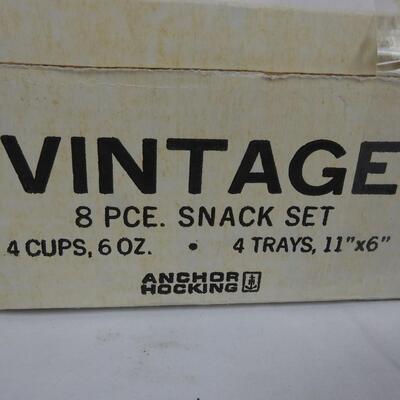 VINTAGE
8 PCE. SNACK SET
4 CUPS, 6 OZ. • 4 TRAYS, 11"x6"
ANCHOR
HOCKING